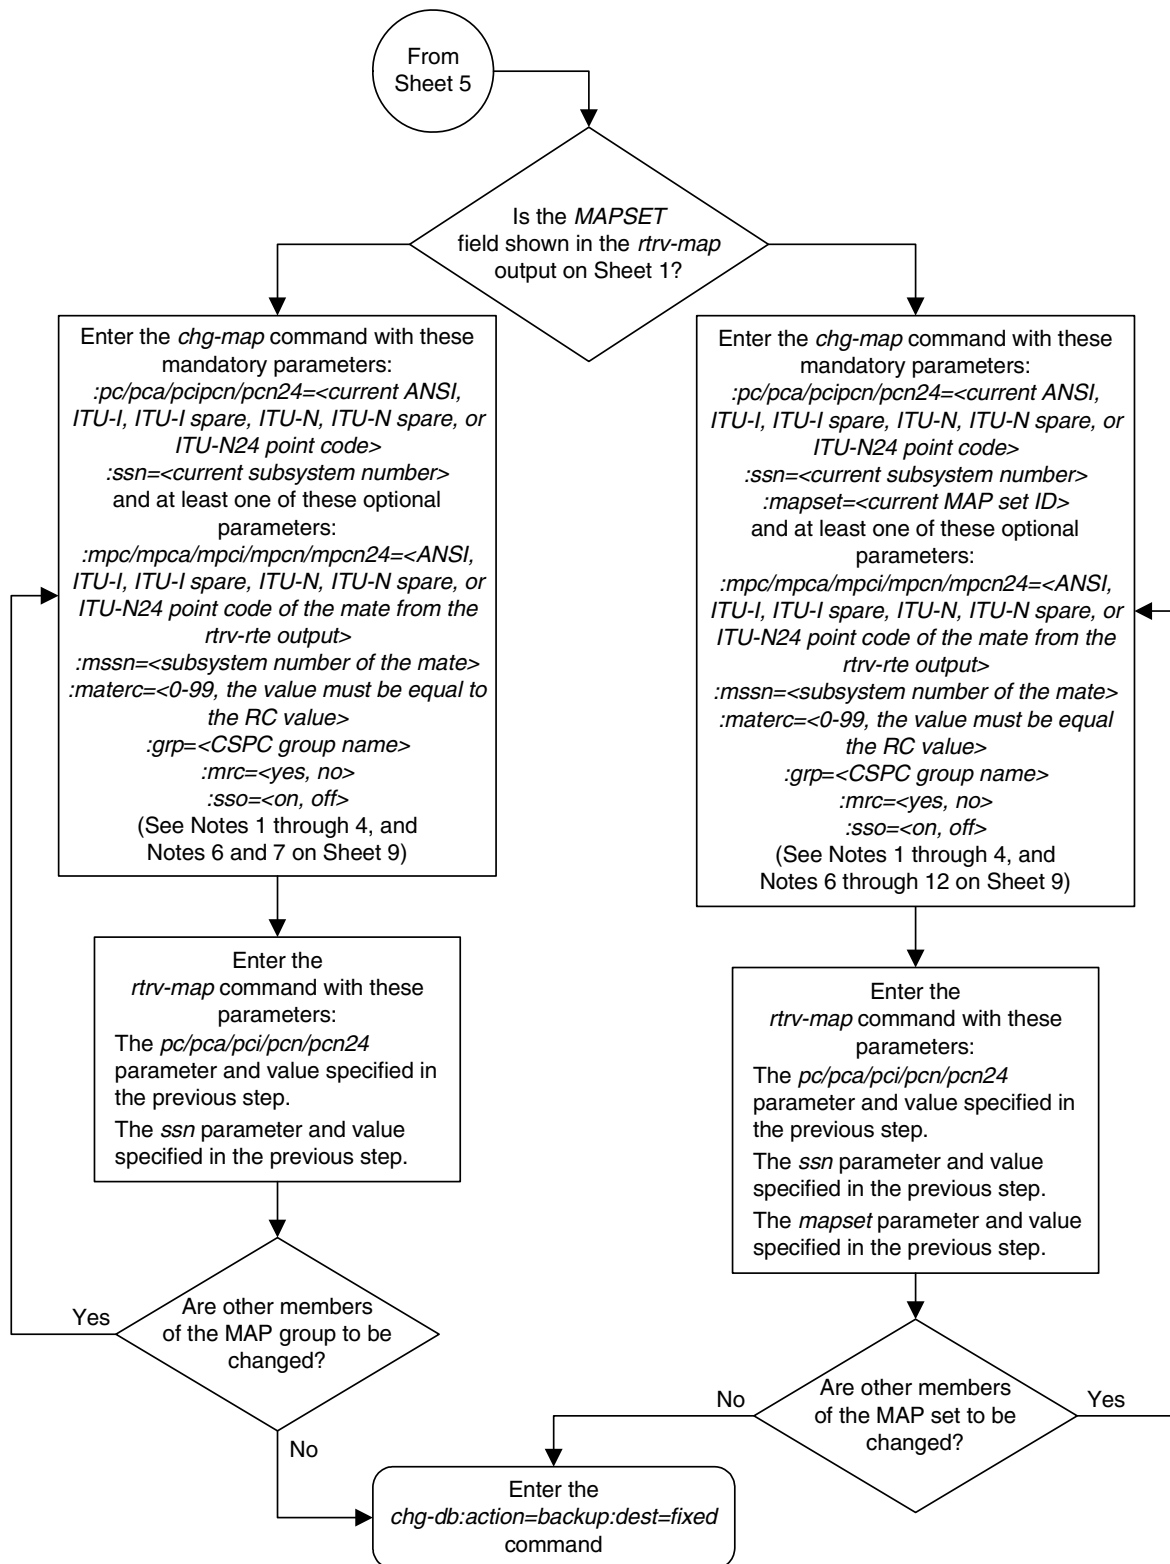 From
Sheet 5
Is the MAPSET
field shown in the rtrv-map
output on Sheet 1?
Enter the chg-map command with these
mandatory parameters:
:pc/pca/pcipcn/pcn24=<current ANSI,
ITU-I, ITU-I spare, ITU-N, ITU-N spare, or
ITU-N24 point code>
:ssn=<current subsystem number>
and at least one of these optional
parameters:
:mpc/mpca/mpci/mpcn/mpcn24=<ANSI,
ITU-I, ITU-I spare, ITU-N, ITU-N spare, or
ITU-N24 point code of the mate from the
rtrv-rte output>
:mssn=<subsystem number of the mate>
:materc=<0-99, the value must be equal to
the RC value>
:grp=<CSPC group name>
:mrc=<yes, no>
:sso=<on, off>
(See Notes 1 through 4, and
Notes 6 and 7 on Sheet 9)
Enter the chg-map command with these
mandatory parameters:
:pc/pca/pcipcn/pcn24=<current ANSI,
ITU-I, ITU-I spare, ITU-N, ITU-N spare, or
ITU-N24 point code>
:ssn=<current subsystem number>
:mapset=<current MAP set ID>
and at least one of these optional
parameters:
:mpc/mpca/mpci/mpcn/mpcn24=<ANSI,
ITU-I, ITU-I spare, ITU-N, ITU-N spare, or
ITU-N24 point code of the mate from the
rtrv-rte output>
:mssn=<subsystem number of the mate>
:materc=<0-99, the value must be equal
the RC value>
:grp=<CSPC group name>
:mrc=<yes, no>
:sso=<on, off>
(See Notes 1 through 4, and
Notes 6 through 12 on Sheet 9)
Enter the
rtrv-map command with these
parameters:
The pc/pca/pci/pcn/pcn24
parameter and value specified in
the previous step.
The ssn parameter and value
specified in the previous step.
Enter the
rtrv-map command with these
parameters:
The pc/pca/pci/pcn/pcn24
parameter and value specified in
the previous step.
The ssn parameter and value
specified in the previous step.
The mapset parameter and value
specified in the previous step.
Yes
Are other members
of the MAP group to be
changed?
No
No
Are other members
of the MAP set to be
changed?
Yes
Enter the
chg-db:action=backup:dest=fixed
command